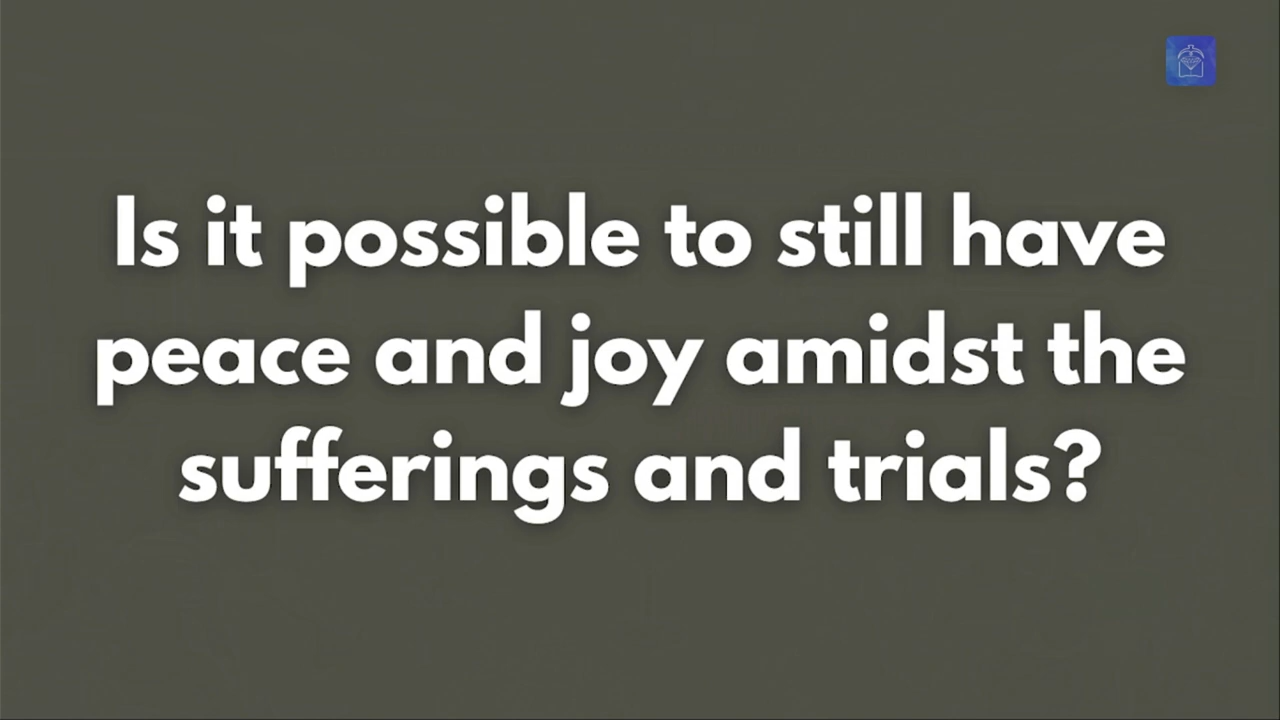 Is it possible to still have
peace and joy amidst the
sufferings and trials?